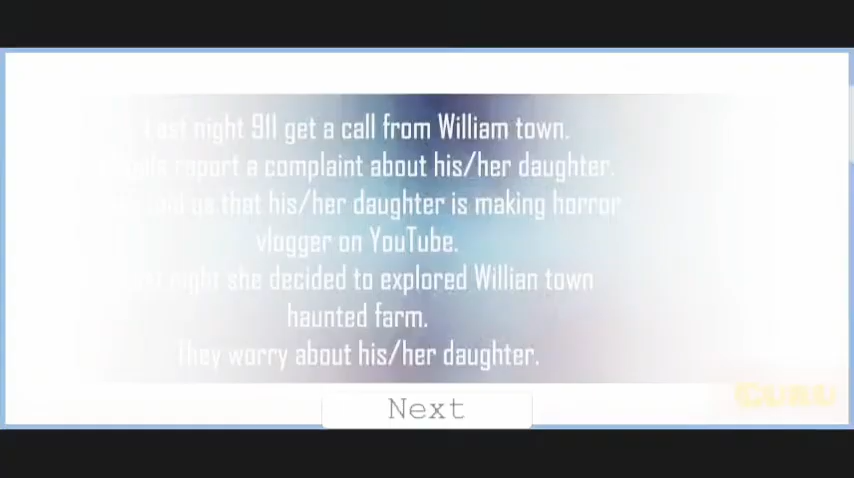 Last night 911 get a call from William town.
report a complaint about his/her daughter.
us that his/her daughter is making horror
vlogger on YouTube.
night she decided to explored Willian town
haunted farm.
They worry about his/her daughter.
Next
GURU